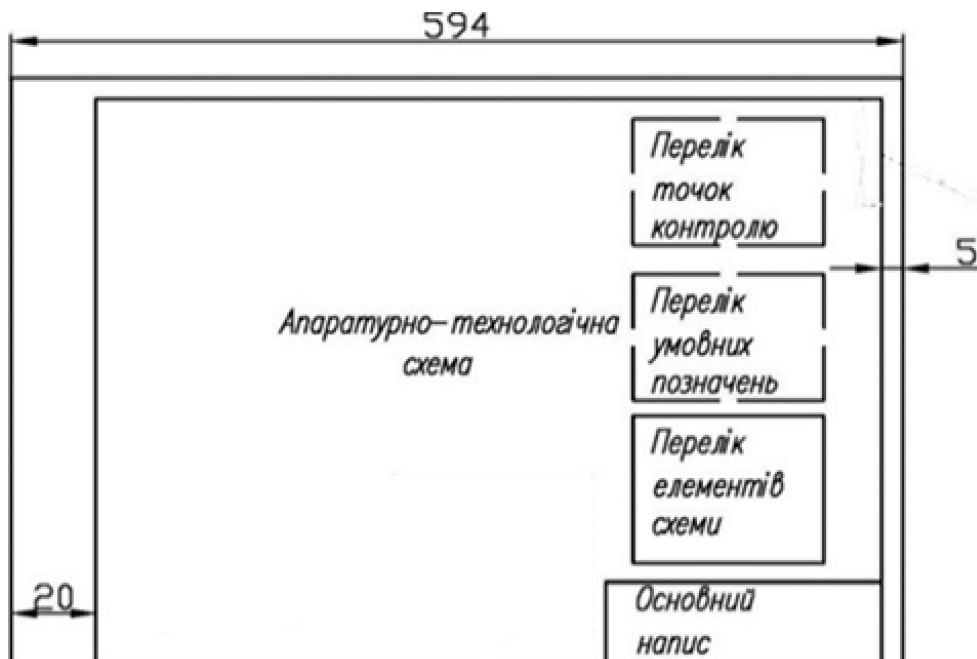 594
Перелік
точок
контролю
5
Апаратурно-технологічна
схема
Перелік
умовних
позначень
Перелік
елементів
схеми
20
Основний
напис